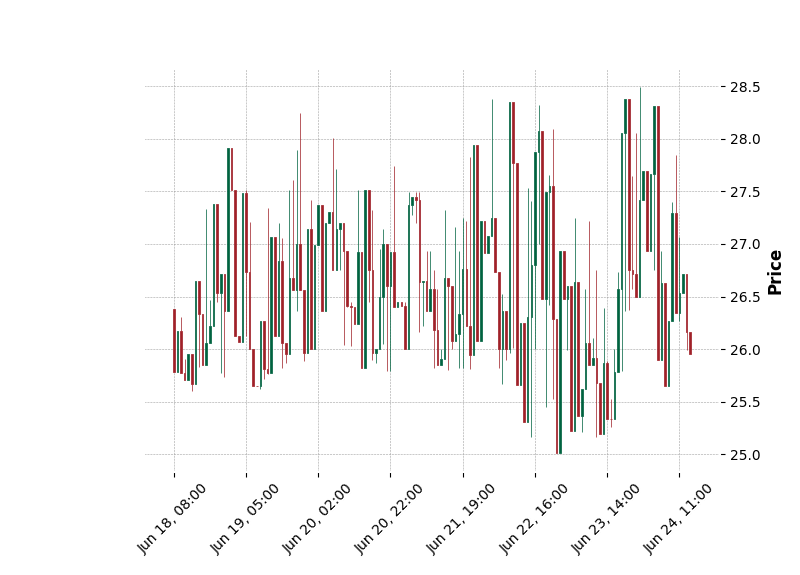 28.5
28.0
27.5
27.0
26.5
26.0
25.5
25.0
Price
Jun 18, 08:00
Jun 19, 05:00
Jun 20, 02:00
Jun 20, 22:00
Jun 21, 19:00
Jun 22, 16:00
Jun 23, 14:00
Jun 24, 11:00